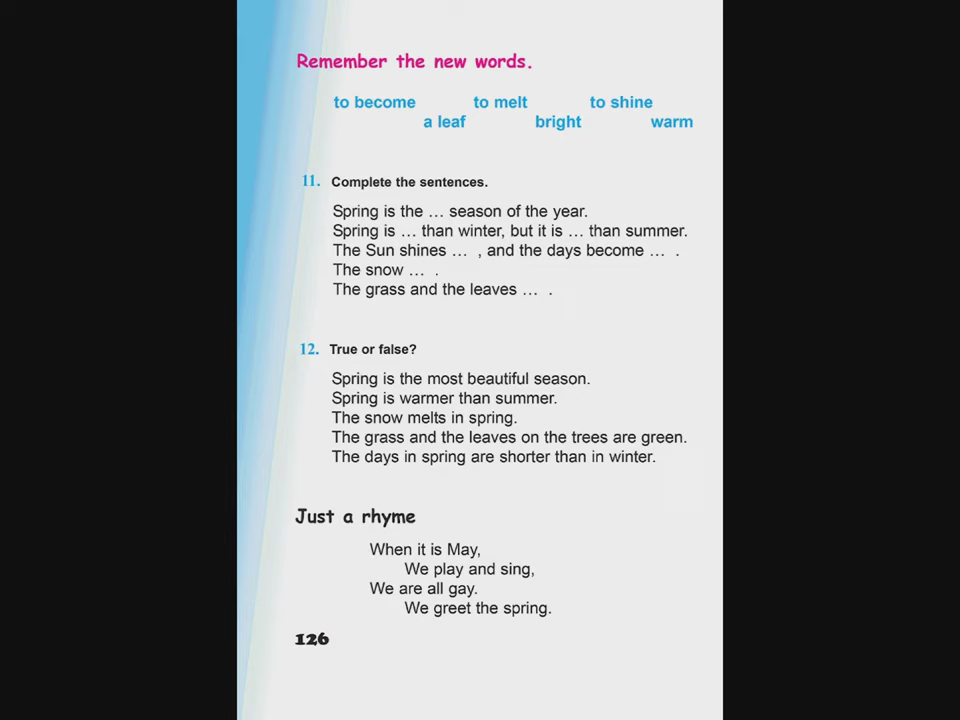 Remember the new words.
to become to melt to shine
a leaf bright warm
11. Complete the sentences.
Spring is the … season of the year.
Spring is … than winter, but it is … than summer.
The Sun shines … , and the days become … .
The snow … .
The grass and the leaves … .
12. True or false?
Spring is the most beautiful season.
Spring is warmer than summer.
The snow melts in spring.
The grass and the leaves on the trees are green.
The days in spring are shorter than in winter.
Just a rhyme
When it is May,
We play and sing,
We are all gay.
We greet the spring.
126